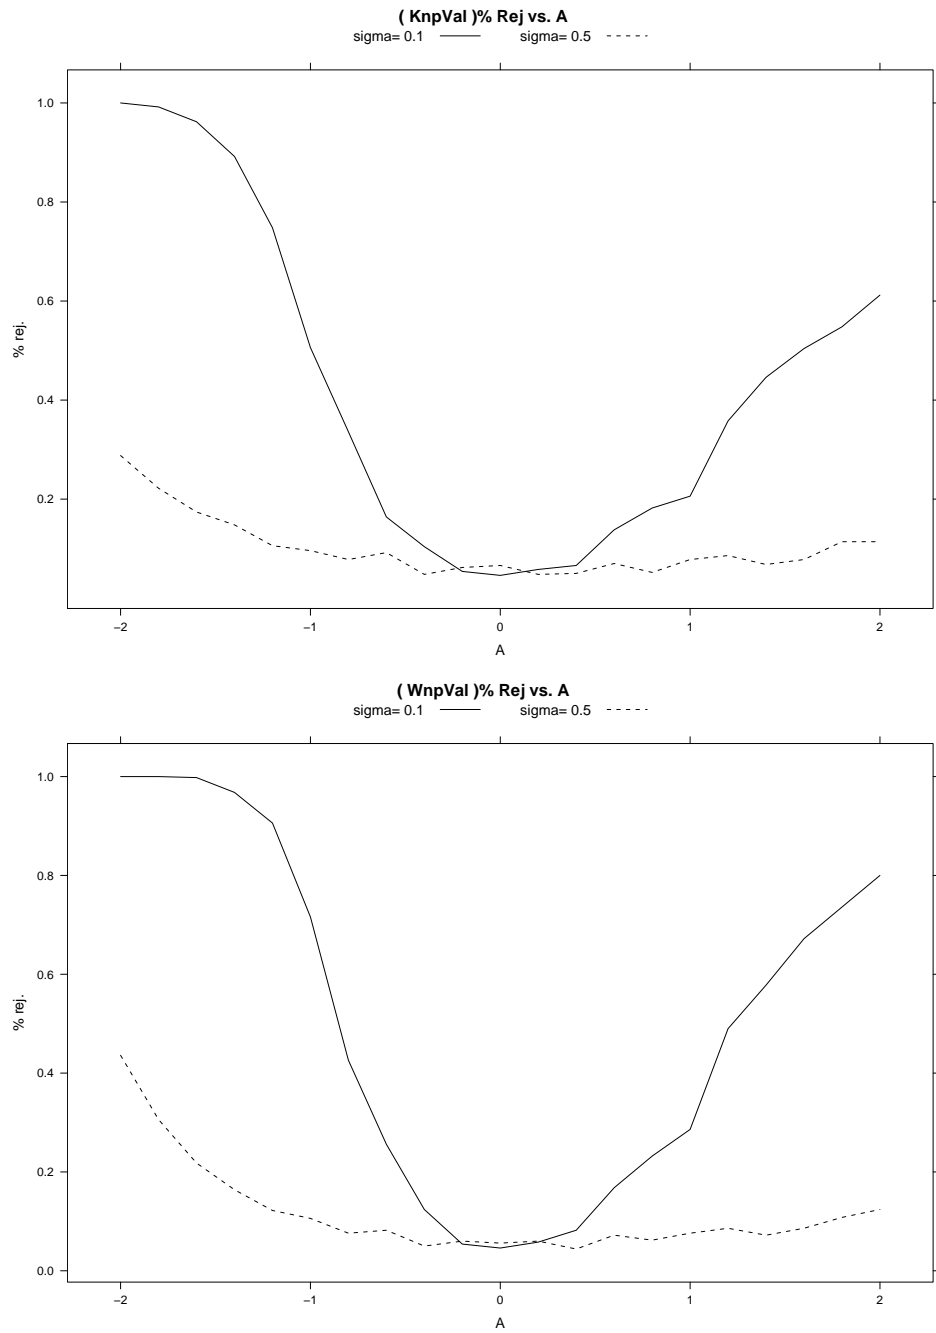 ( KnpVal )% Rej vs. A
sigma= 0.1 sigma= 0.5
1.0
0.8
0.6
0.4
0.2
% rej.
−2 −1 0 1 2
A
( WnpVal )% Rej vs. A
sigma= 0.1 sigma= 0.5
1.0
0.8
0.6
0.4
0.2
0.0
% rej.
−2 −1 0 1 2
A